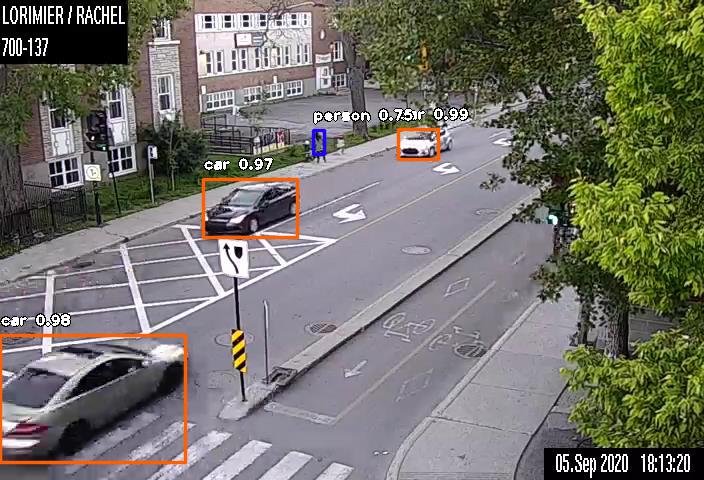 LORIMIER / RACHEL
700-137
person 0.75
car 0.99
car 0.97
car 0.98
05.Sep 2020 18:13:20